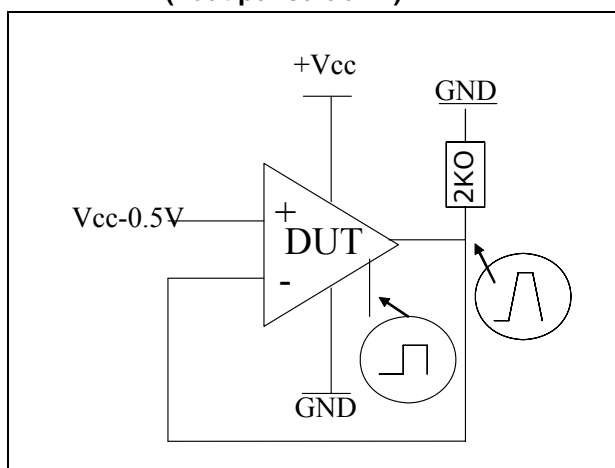 +Vcc
GND
2KO
Vcc-0.5V
+
DUT
-
GND